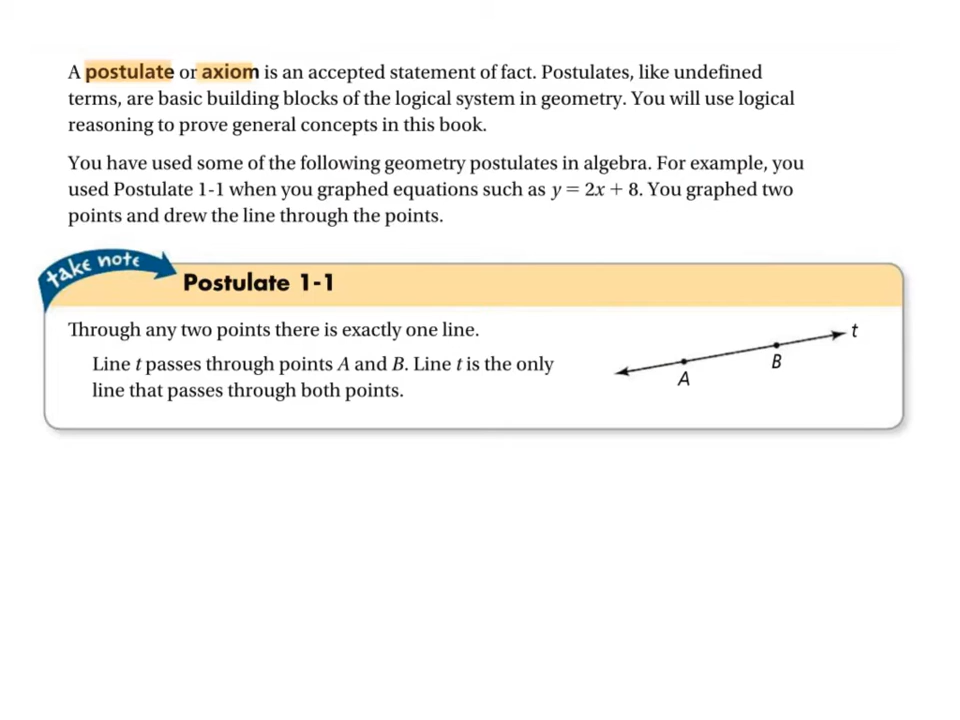 A postulate or axiom is an accepted statement of fact. Postulates, like undefined
terms, are basic building blocks of the logical system in geometry. You will use logical
reasoning to prove general concepts in this book.
You have used some of the following geometry postulates in algebra. For example, you
used Postulate 1-1 when you graphed equations such as y = 2x + 8. You graphed two
points and drew the line through the points.
take note
Postulate 1-1
Through any two points there is exactly one line.
Line t passes through points A and B. Line t is the only
line that passes through both points.
t
B
A